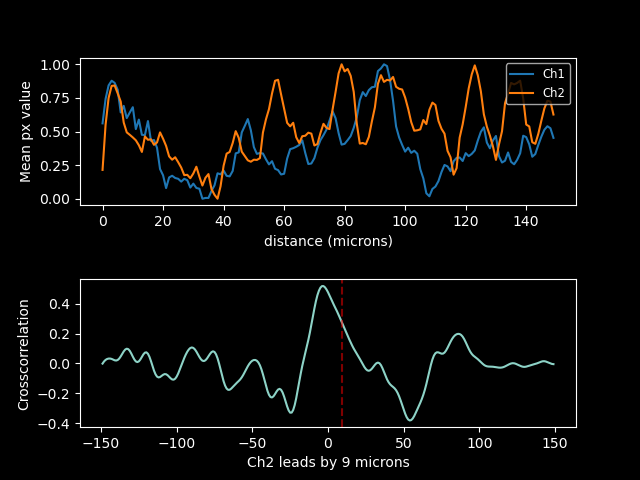 1.00
0.75
0.50
0.25
0.00
Mean px value
Ch1
Ch2
0 20 40 60 80 100 120 140
distance (microns)
0.4
0.2
0.0
−0.2
−0.4
Crosscorrelation
−150 −100 −50 0 50 100 150
Ch2 leads by 9 microns